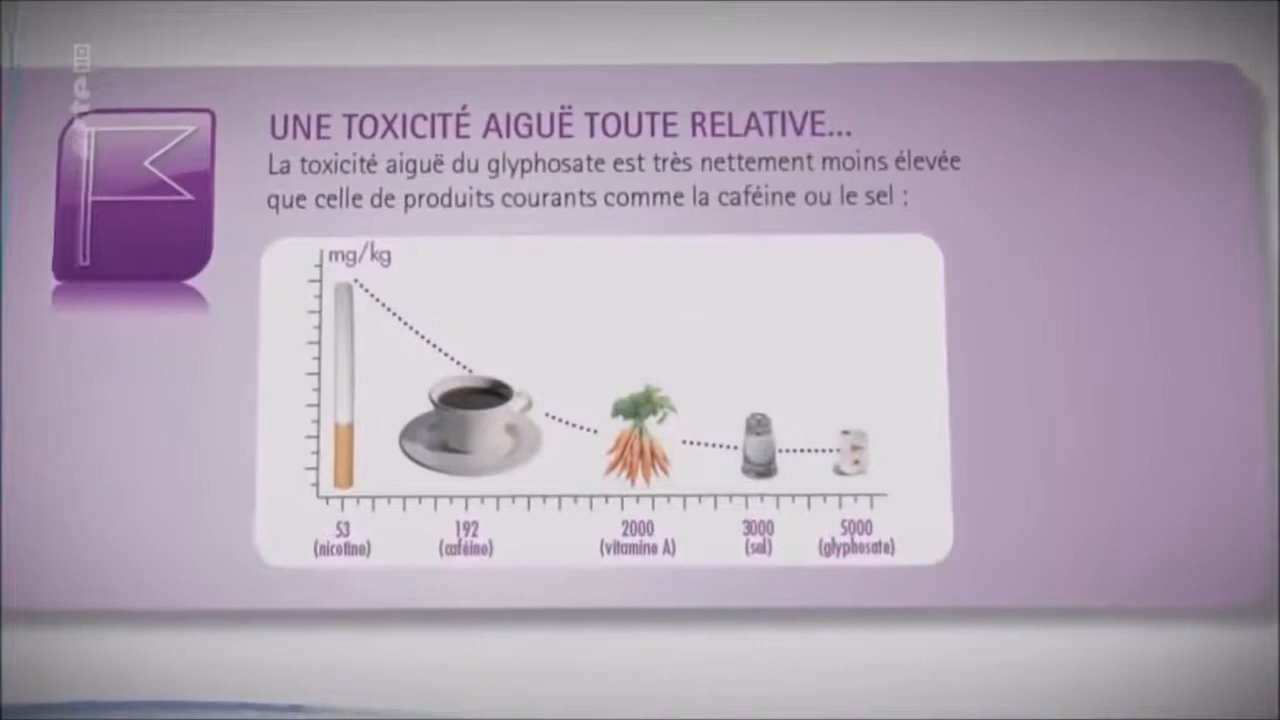 arte HD
UNE TOXICITÉ AIGUË TOUTE RELATIVE...
La toxicité aiguë du glyphosate est très nettement moins élevée
que celle de produits courants comme la caféine ou le sel :
mg/kg
53 192 2000 3000 5000
(nicotine) (caféine) (vitamine A) (sel) (glyphosate)